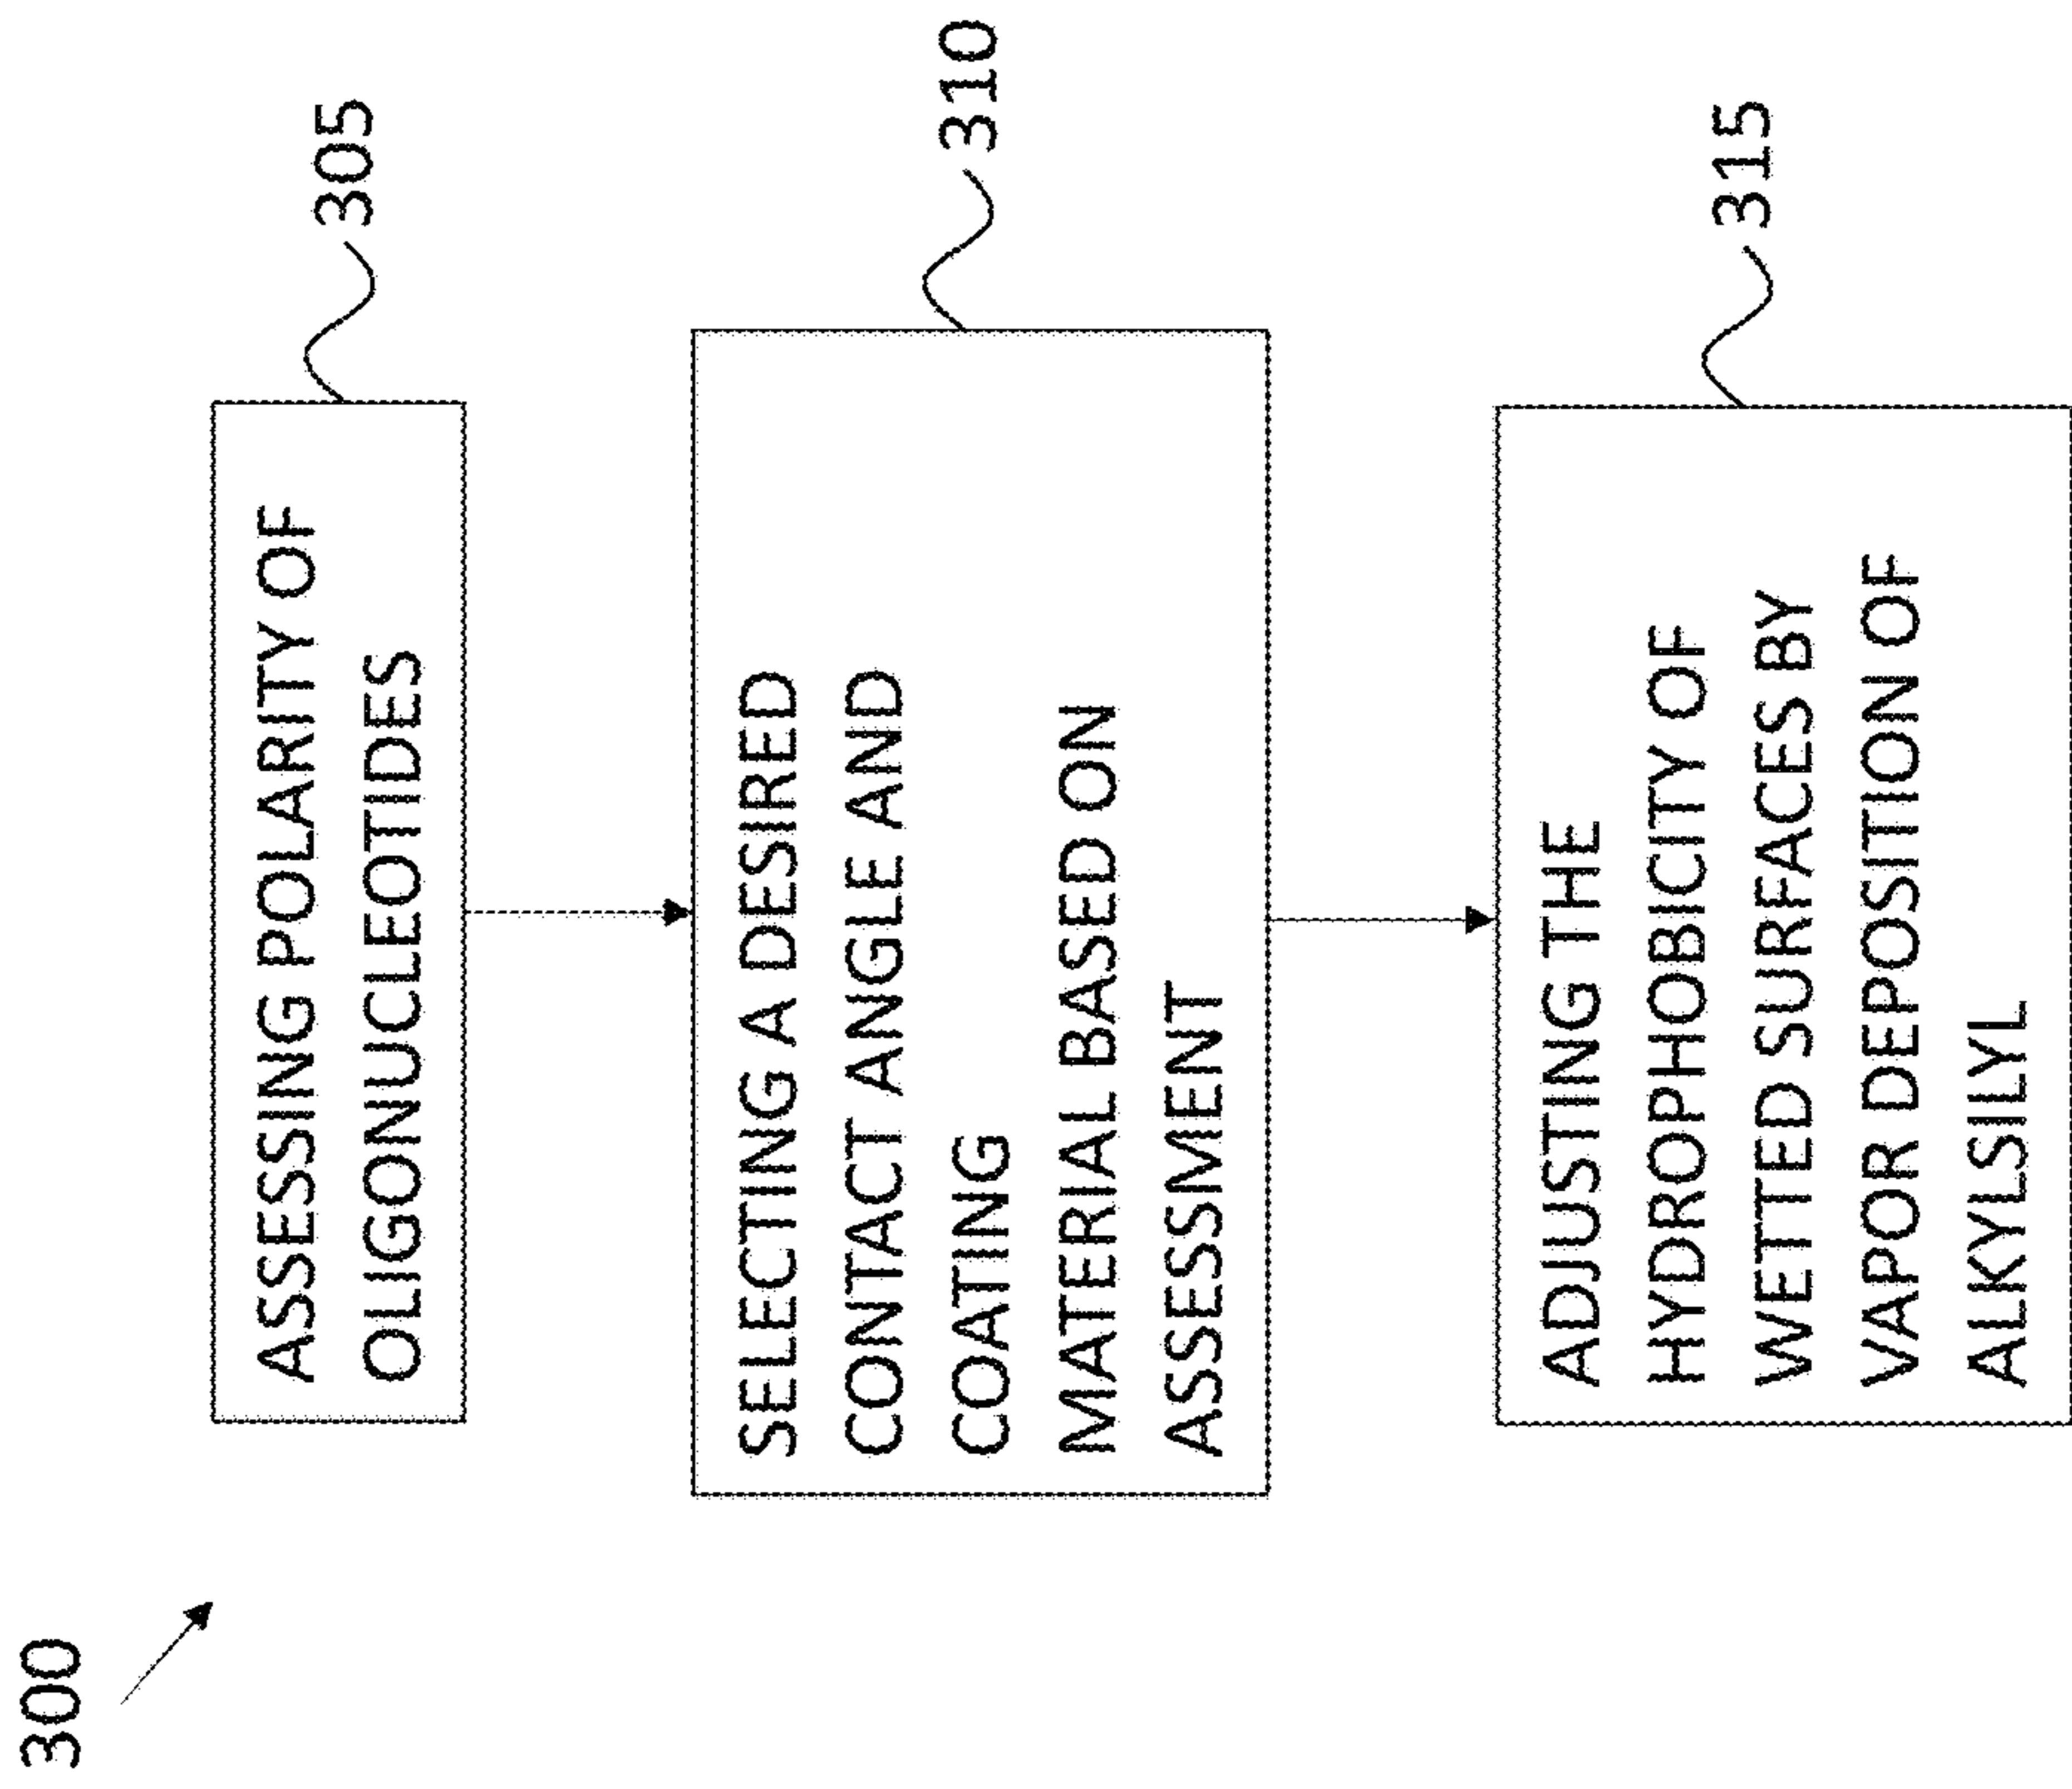 300
ASSESSING POLARITY OF
OLIGONUCLEOTIDES
305
SELECTING A DESIRED
CONTACT ANGLE AND
COATING
MATERIAL BASED ON
ASSESSMENT
310
ADJUSTING THE
HYDROPHOBICITY OF
WETTED SURFACES BY
VAPOR DEPOSITION OF
ALKYLSILYL
315